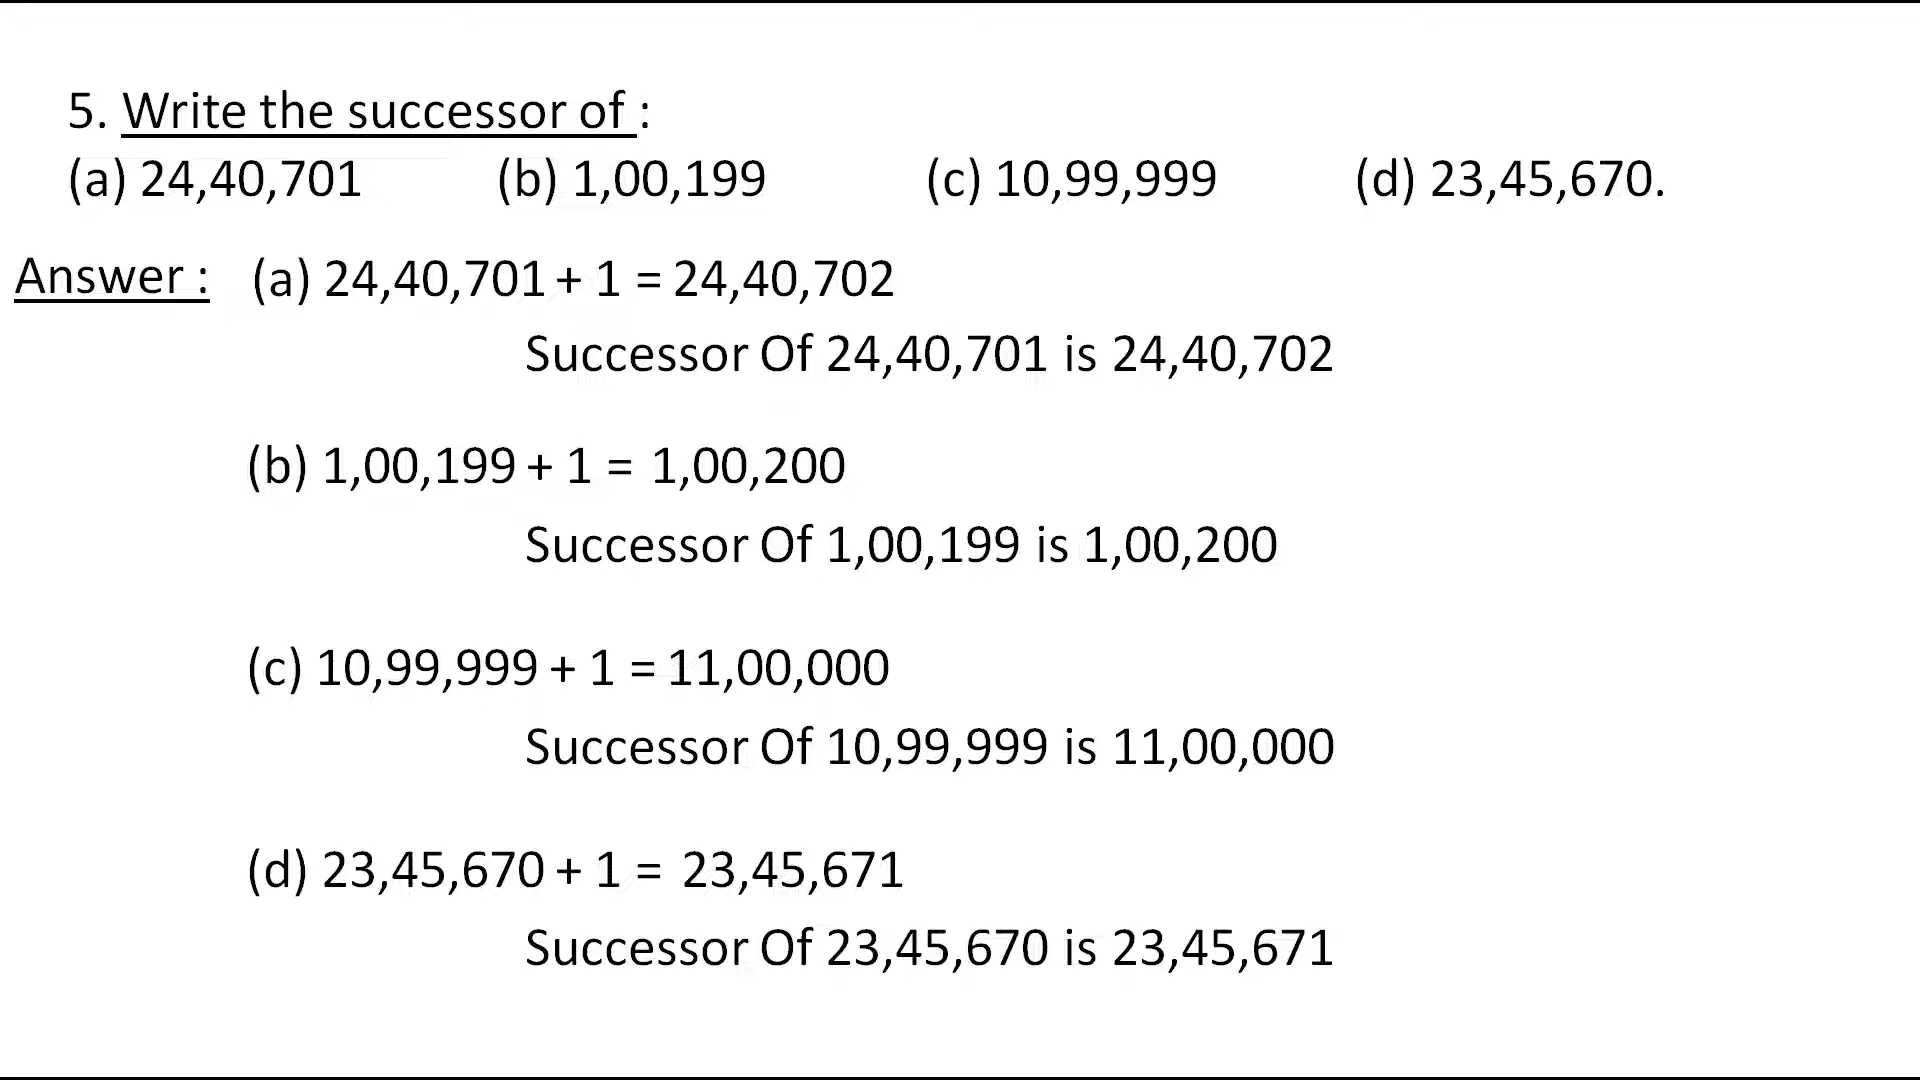 5. Write the successor of :
(a) 24,40,701 (b) 1,00,199 (c) 10,99,999 (d) 23,45,670.
Answer : (a) 24,40,701 + 1 = 24,40,702
Successor Of 24,40,701 is 24,40,702
(b) 1,00,199 + 1 = 1,00,200
Successor Of 1,00,199 is 1,00,200
(c) 10,99,999 + 1 = 11,00,000
Successor Of 10,99,999 is 11,00,000
(d) 23,45,670 + 1 = 23,45,671
Successor Of 23,45,670 is 23,45,671